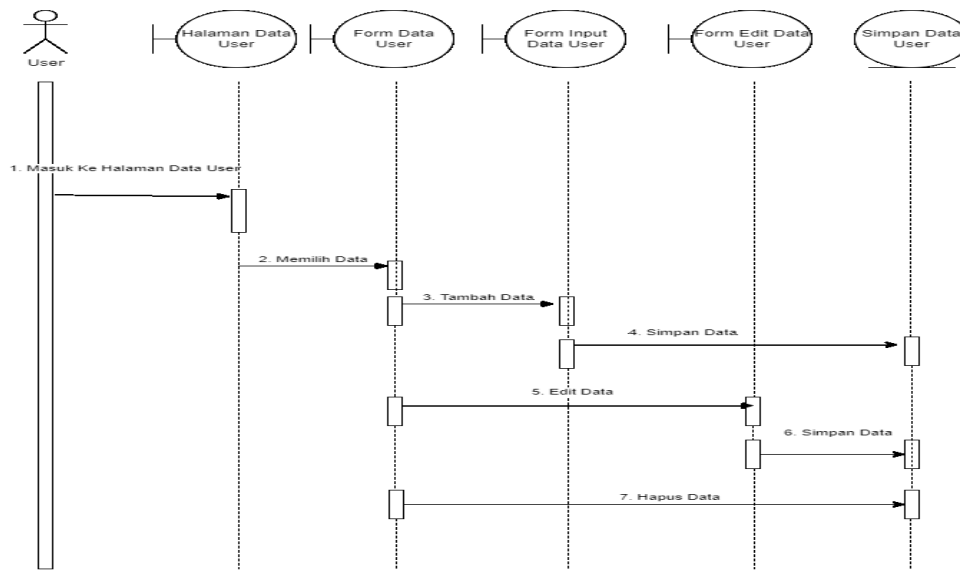 User
Halaman Data
User
Form Data
User
Form Input
Data User
Form Edit Data
User
Simpan Data
User
1. Masuk Ke Halaman Data User
2. Memilih Data
3. Tambah Data
4. Simpan Data
5. Edit Data
6. Simpan Data
7. Hapus Data